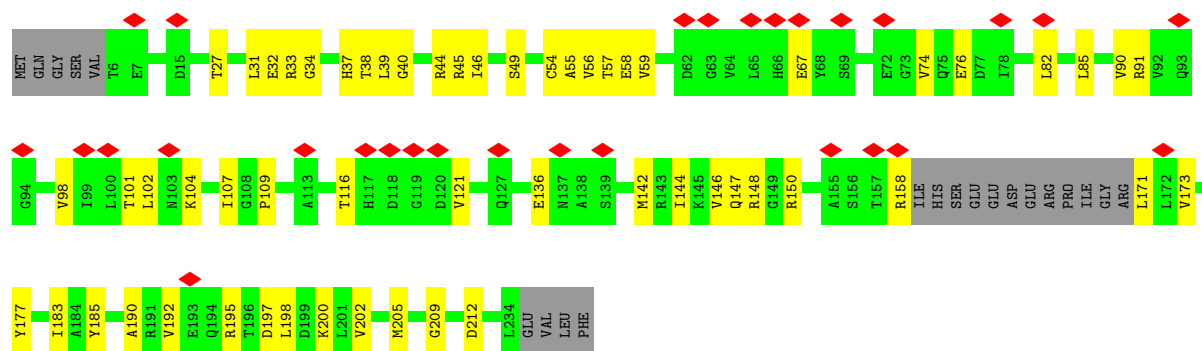 MET GLN GLY SER VAL T6 E7 D15 T27 L31 E32 R33 G34 H37 T38 L39 G40 R44 R45 I46 S49 C54 A55 V56 T57 E58 V59 D62 G63 V64 L65 H66 E67 Y68 S69 E72 G73 V74 Q75 E76 D77 I78 L82 L85 V90 R91 V92 Q93
G94 V98 I99 L100 T101 L102 N103 K104 I107 G108 P109 A113 T116 H117 D118 G119 D120 V121 Q127 E136 N137 A138 S139 M142 R143 I144 K145 V146 Q147 R148 G149 R150 A155 S156 T157 R158 ILE HIS SER GLU GLU ASP GLU ARG PRO ILE GLY ARG L171 L172 V173
Y177 I183 A184 Y185 A190 R191 V192 E193 Q194 R195 T196 D197 L198 D199 K200 L201 V202 M205 G209 D212 L234 GLU VAL LEU PHE